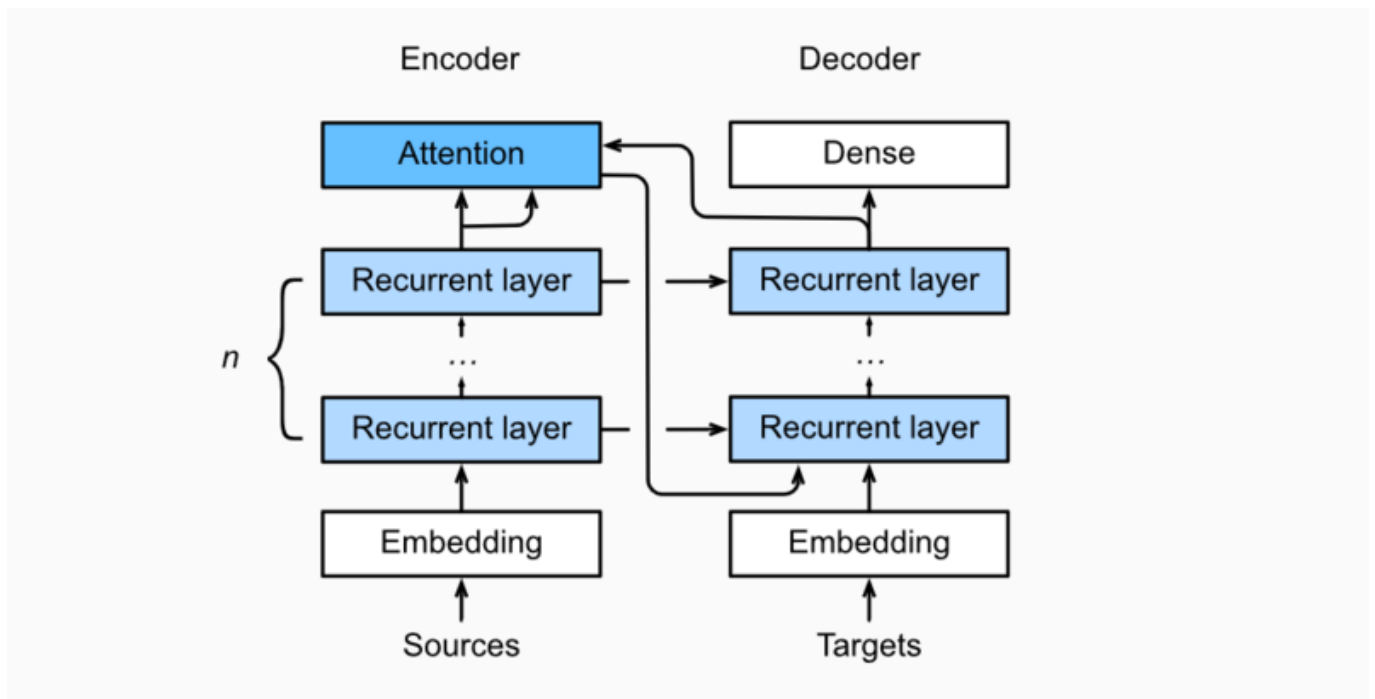 Encoder
Decoder
Attention
Dense
Recurrent layer
Recurrent layer
n
...
...
Recurrent layer
Recurrent layer
Embedding
Embedding
Sources
Targets